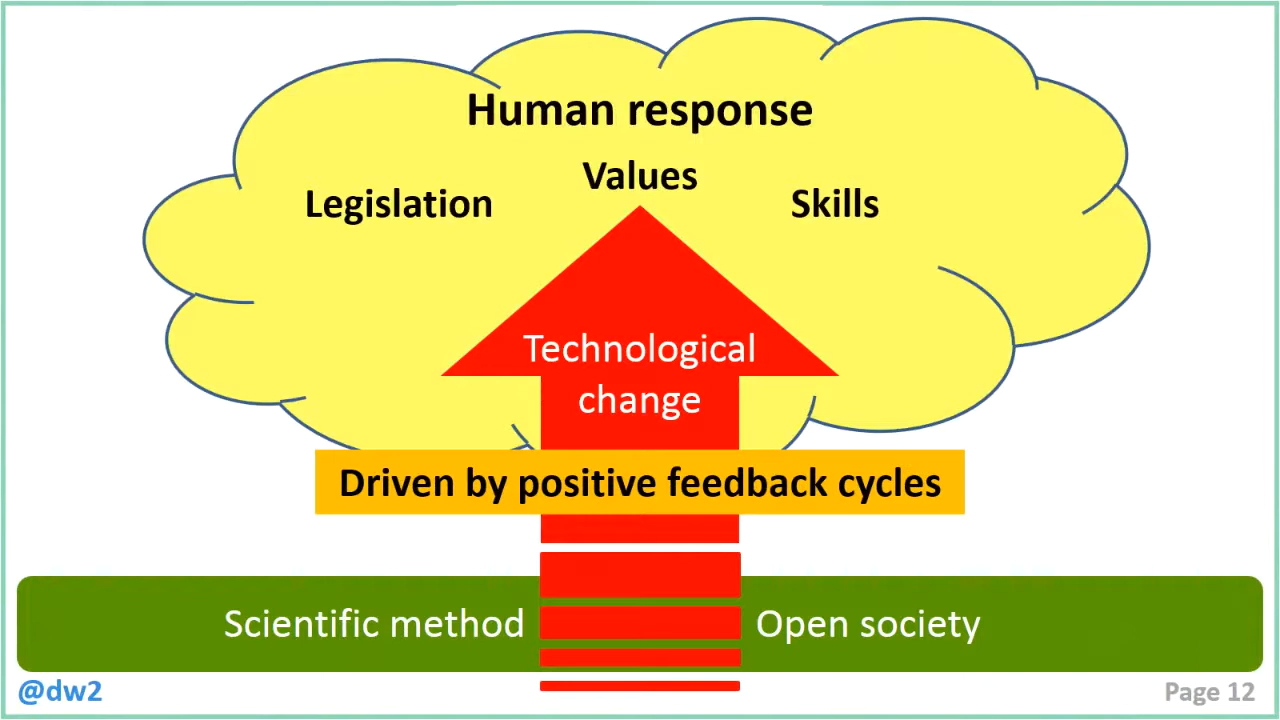 Human response
Values
Legislation
Skills
Technological
change
Driven by positive feedback cycles
Scientific method
Open society
@dw2
Page 12